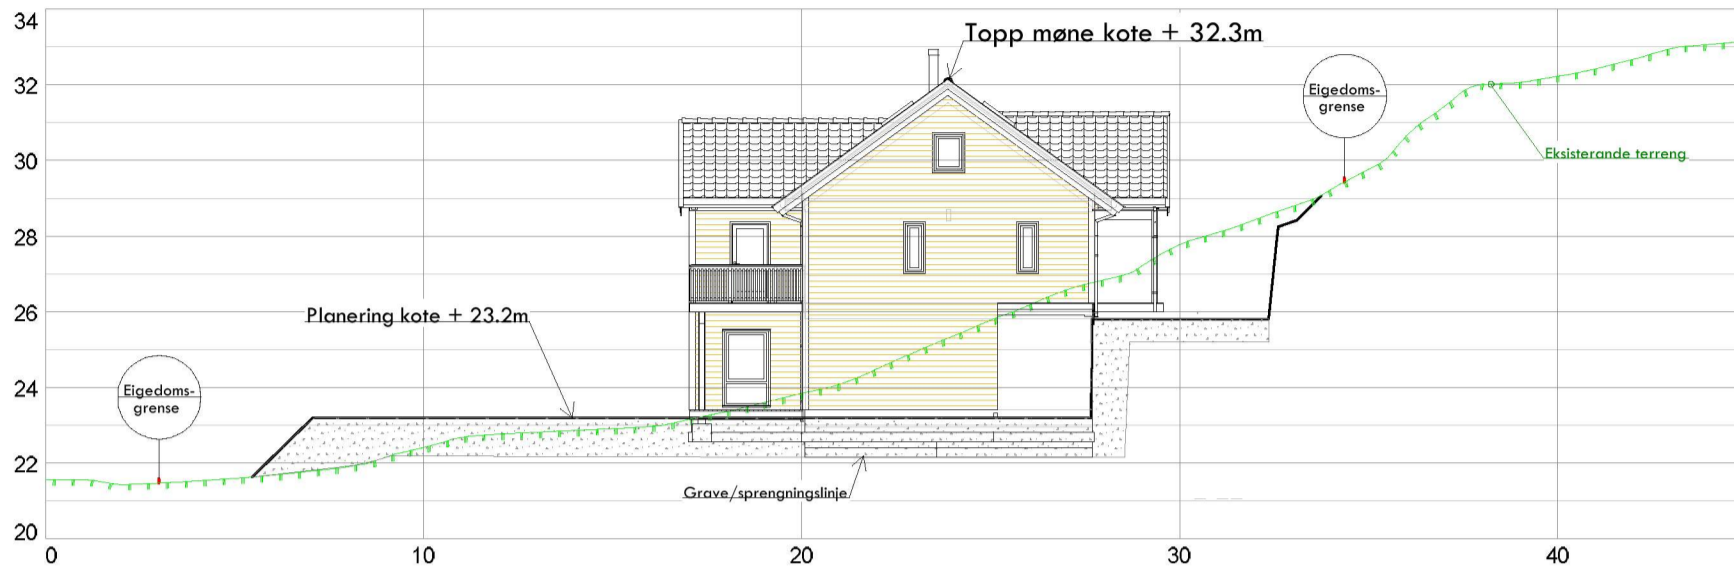 34
Topp møne kote + 32.3m
32
Eigedoms-
grense
30
Eksisterande terreng
28
26
Planering kote + 23.2m
24
Eigedoms-
grense
22
Grave/sprengningslinje
20
0
10
20
30
40